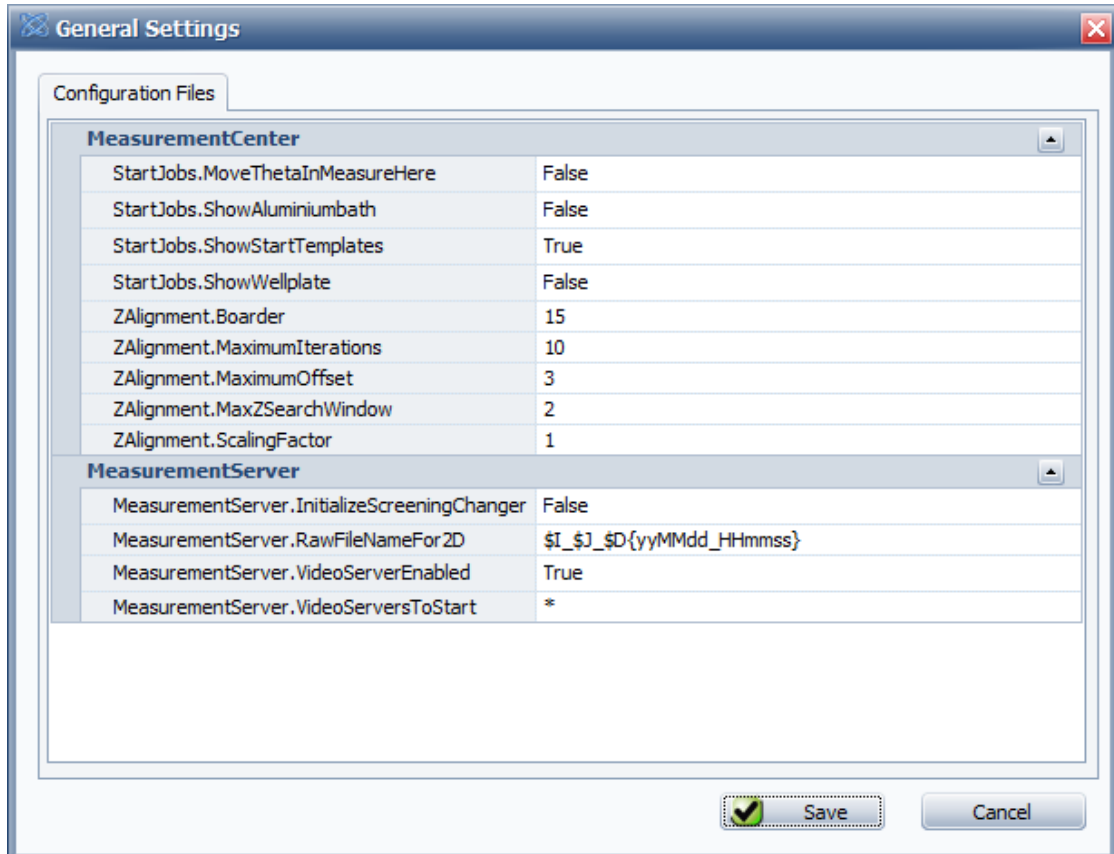 General Settings
Configuration Files
MeasurementCenter
StartJobs.MoveThetaInMeasureHere False
StartJobs.ShowAluminiumbath False
StartJobs.ShowStartTemplates True
StartJobs.ShowWellplate False
ZAlignment.Boarder 15
ZAlignment.MaximumIterations 10
ZAlignment.MaximumOffset 3
ZAlignment.MaxZSearchWindow 2
ZAlignment.ScalingFactor 1
MeasurementServer
MeasurementServer.InitializeScreeningChanger False
MeasurementServer.RawFileNameFor2D $I_$J_$D{yyMMdd_HHmmss}
MeasurementServer.VideoServerEnabled True
MeasurementServer.VideoServersToStart *
Save Cancel